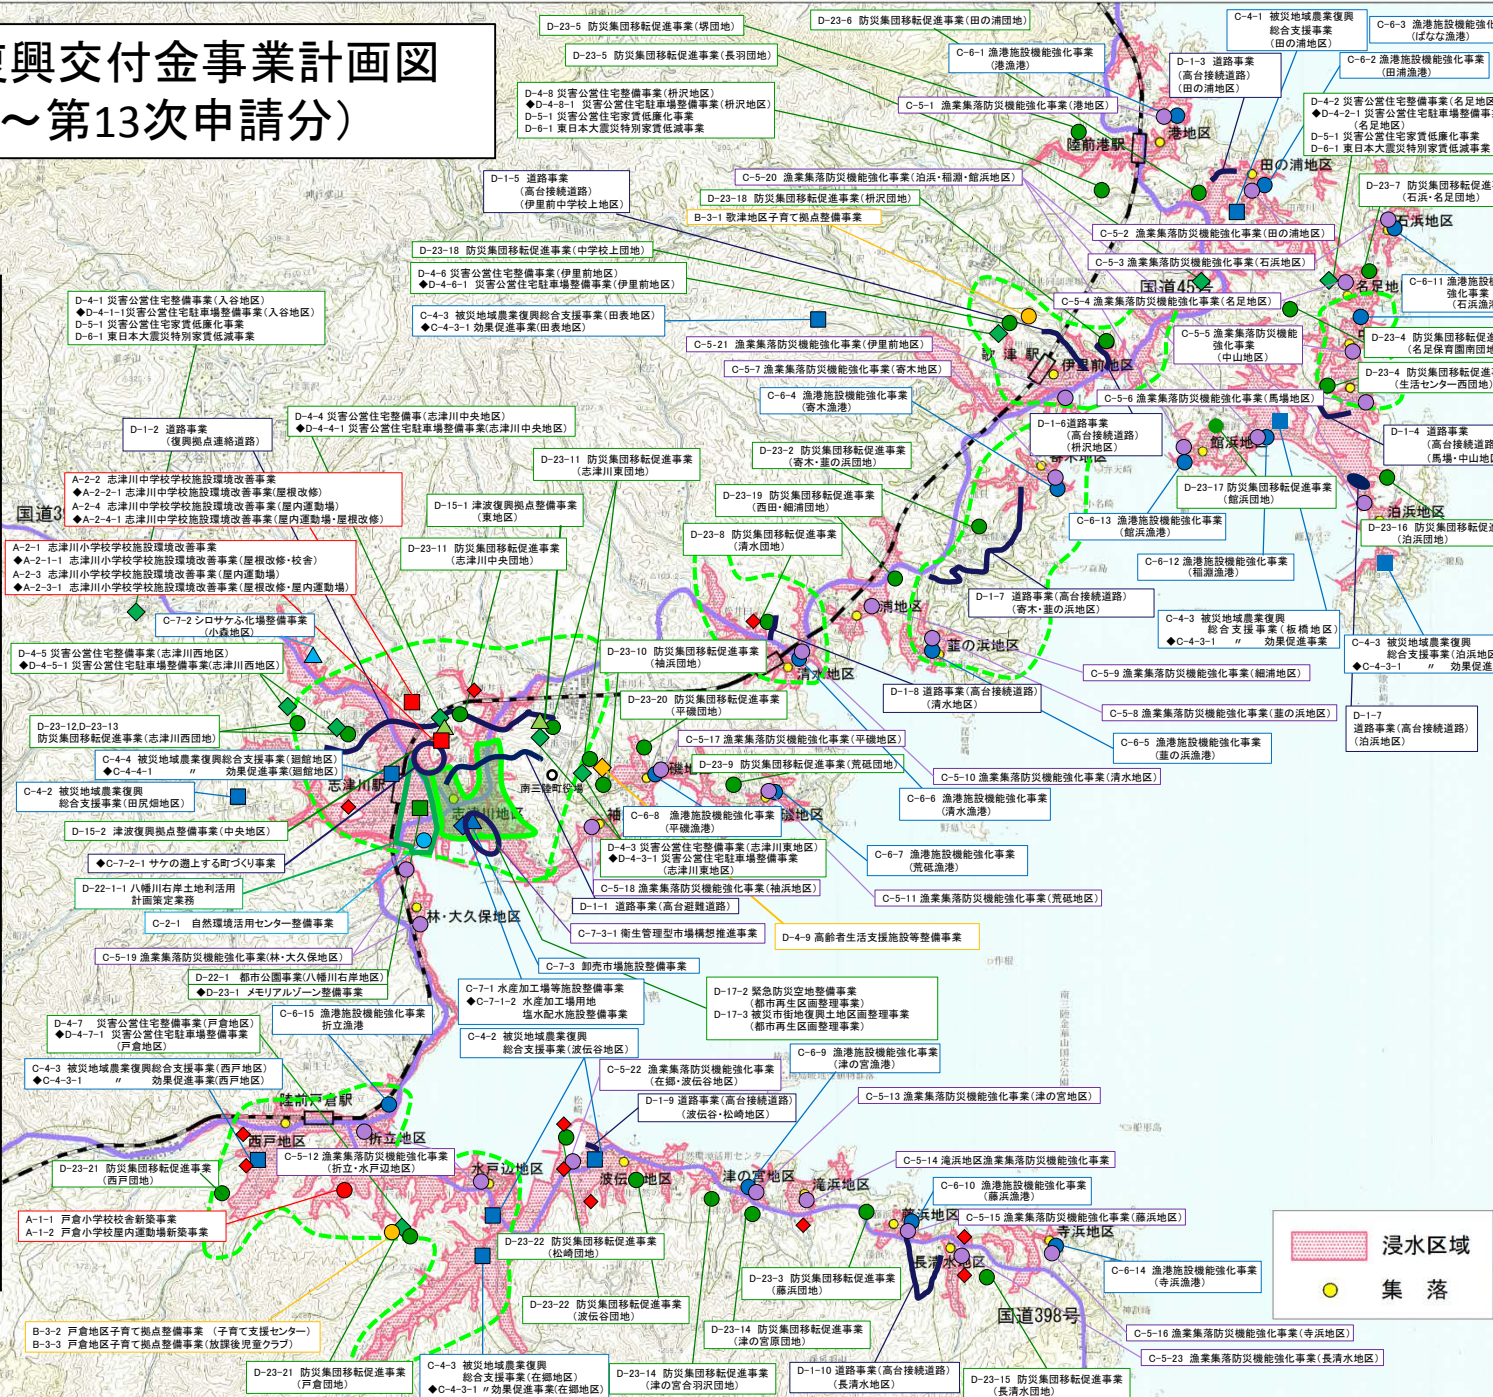 復興交付金事業計画図
～第13次申請分）
D-23-5 防災集団移転促進事業(堺団地)
D-23-5 防災集団移転促進事業(長羽団地)
D-4-8 災害公営住宅整備事業(枡沢地区)
◆D-4-8-1 災害公営住宅駐車場整備事業(枡沢地区)
D-5-1 災害公営住宅家賃低廉化事業
D-6-1 東日本大震災特別家賃低減事業
D-23-6 防災集団移転促進事業(田の浦団地)
C-6-1 漁港施設機能強化事業
(港漁港)
C-5-1 漁業集落防災機能強化事業(港地区)
D-1-3 道路事業
(高台接続道路)
(田の浦地区)
C-4-1 被災地域農業復興
総合支援事業
(田の浦地区)
C-6-3 漁港施設機能強化
(ばなな漁港)
C-6-2 漁港施設機能強化事業
(田浦漁港)
D-4-2 災害公営住宅整備事業(名足地区
◆D-4-2-1 災害公営住宅駐車場整備事
(名足地区)
D-5-1 災害公営住宅家賃低廉化事業
D-6-1 東日本大震災特別家賃低減事業
D-23-7 防災集団移転促進
(石浜・名足団地)
陸前港駅
港地区
田の浦地区
石浜地区
D-1-5 道路事業
(高台接続道路)
(伊里前中学校上地区)
C-5-20 漁業集落防災機能強化事業(泊浜・稲淵・館浜地区)
D-23-18 防災集団移転促進事業(枡沢団地)
B-3-1 歌津地区子育て拠点整備事業
C-5-2 漁業集落防災機能強化事業(田の浦地区)
C-5-3 漁業集落防災機能強化事業(石浜地区)
国道45号
C-5-4 漁業集落防災機能強化事業(名足地区)
名足地
C-6-11 漁港施設機
強化事業
(石浜漁港
D-23-18 防災集団移転促進事業(中学校上団地)
D-4-6 災害公営住宅整備事業(伊里前地区)
◆D-4-6-1 災害公営住宅駐車場整備事業(伊里前地区)
C-4-3 被災地域農業復興総合支援事業(田表地区)
◆C-4-3-1 効果促進事業(田表地区)
C-5-21 漁業集落防災機能強化事業(伊里前地区)
C-5-7 漁業集落防災機能強化事業(寄木地区)
C-6-4 漁港施設機能強化事業
(寄木漁港)
歌津駅
伊里前地区
C-5-5 漁業集落防災機能
強化事業
(中山地区)
D-23-4 防災集団移転促進
(名足保育園南団地
D-23-4 防災集団移転促進事
(生活センター西団地)
C-5-6 漁業集落防災機能強化事業(馬場地区)
D-1-4 道路事業
(高台接続道路
(馬場・中山地区
D-1-6道路事業
(高台接続道路)
(枡沢地区)
寄木地区
館浜地
D-23-17 防災集団移転促進事業
(館浜団地)
泊浜地区
D-23-16 防災集団移転促進
(泊浜団地)
C-6-13 漁港施設機能強化事業
(館浜漁港)
C-6-12 漁港施設機能強化事業
(稲淵漁港)
D-4-1 災害公営住宅整備事業(入谷地区)
◆D-4-1-1災害公営住宅駐車場整備事業(入谷地区)
D-5-1 災害公営住宅家賃低廉化事業
D-6-1 東日本大震災特別家賃低減事業
D-1-2 道路事業
(復興拠点連絡道路)
D-4-4 災害公営住宅整備事(志津川中央地区)
◆D-4-4-1 災害公営住宅駐車場整備事業(志津川中央地区)
D-23-11 防災集団移転促進事業
(志津川東団地)
D-23-2 防災集団移転促進事業
(寄木・韮の浜団地)
D-23-19 防災集団移転促進事業
(西田・細浦団地)
D-23-8 防災集団移転促進事業
(清水団地)
A-2-2 志津川中学校学校施設環境改善事業
◆A-2-2-1 志津川中学校施設環境改善事業(屋根改修)
A-2-4 志津川中学校学校施設環境改善事業(屋内運動場)
◆A-2-4-1 志津川中学校学校施設環境改善事業(屋内運動場・屋根改修)
国道3
D-15-1 津波復興拠点整備事業
(東地区)
D-23-11 防災集団移転促進事業
(志津川中央団地)
A-2-1 志津川小学校学校施設環境改善事業
◆A-2-1-1 志津川小学校学校施設環境改善事業(屋根改修・校舎)
A-2-3 志津川小学校学校施設環境改善事業(屋内運動場)
◆A-2-3-1 志津川小学校学校施設環境改善事業(屋根改修・屋内運動場)
C-7-2 シロサケふ化場整備事業
(小森地区)
D-4-5 災害公営住宅整備事業(志津川西地区)
◆D-4-5-1 災害公営住宅駐車場整備事業(志津川西地区)
D-1-7 道路事業(高台接続道路)
(寄木・韮の浜地区)
C-4-3 被災地域農業復興
総合支援事業(板橋地区)
◆C-4-3-1 〃 効果促進事業
C-4-3 被災地域農業復興
総合支援事業(泊浜地区
◆C-4-3-1 〃 効果促進
浦地区
韮の浜地区
清水地区
D-23-10 防災集団移転促進事業
(袖浜団地)
C-5-9 漁業集落防災機能強化事業(細浦地区)
D-1-8 道路事業(高台接続道路)
(清水地区)
C-5-8 漁業集落防災機能強化事業(韮の浜地区)
D-1-7
道路事業(高台接続道路)
(泊浜地区)
C-6-5 漁港施設機能強化事業
(韮の浜漁港)
D-23-20 防災集団移転促進事業
(平磯団地)
C-5-17 漁業集落防災機能強化事業(平磯地区)
D-23-9 防災集団移転促進事業(荒砥団地)
C-5-10 漁業集落防災機能強化事業(清水地区)
C-6-6 漁港施設機能強化事業
(清水漁港)
D-23-12,D-23-13
防災集団移転促進事業(志津川西団地)
C-4-4 被災地域農業復興総合支援事業(廻館地区)
◆C-4-4-1 〃 効果促進事業(廻館地区)
C-4-2 被災地域農業復興
総合支援事業(田尻畑地区)
志津川駅
南三陸町役場
志津川地区
磯地
C-6-8 漁港施設機能強化事業
(平磯漁港)
D-15-2 津波復興拠点整備事業(中央地区)
◆C-7-2-1 サケの遡上する町づくり事業
D-4-3 災害公営住宅整備事業(志津川東地区)
◆D-4-3-1 災害公営住宅駐車場整備事業
(志津川東地区)
C-6-7 漁港施設機能強化事業
(荒砥漁港)
D-22-1-1 八幡川右岸土地利活用
計画策定業務
C-5-18 漁業集落防災機能強化事業(袖浜地区)
C-5-11 漁業集落防災機能強化事業(荒砥地区)
D-1-1 道路事業(高台避難道路)
C-2-1 自然環境活用センター整備事業
林・大久保地区
C-7-3-1 衛生管理型市場構想推進事業
D-4-9 高齢者生活支援施設等整備事業
C-5-19 漁業集落防災機能強化事業(林・大久保地区)
D-22-1 都市公園事業(八幡川右岸地区)
◆D-23-1 メモリアルゾーン整備事業
C-7-3 卸売市場施設整備事業
C-7-1 水産加工場等施設整備事業
◆C-7-1-2 水産加工場用地
塩水配水施設整備事業
D-17-2 緊急防災空地整備事業
(都市再生区画整理事業)
D-17-3 被災市街地復興土地区画整理事業
(都市再生区画整理事業)
C-6-15 漁港施設機能強化事業
折立漁港
D-4-7 災害公営住宅整備事業(戸倉地区)
◆D-4-7-1 災害公営住宅駐車場整備事業
(戸倉地区)
C-4-2 被災地域農業復興
総合支援事業(波伝谷地区)
C-6-9 漁港施設機能強化事業
(津の宮漁港)
C-4-3 被災地域農業復興総合支援事業(西戸地区)
◆C-4-3-1 〃 効果促進事業(西戸地区)
C-5-22 漁業集落防災機能強化事業
(在郷・波伝谷地区)
C-5-13 漁業集落防災機能強化事業(津の宮地区)
D-1-9 道路事業(高台接続道路)
(波伝谷・松崎地区)
陸前戸倉駅
西戸地区
折立地区
C-5-12 漁業集落防災機能強化事業
(折立・水戸辺地区)
D-23-21 防災集団移転促進事業
(西戸団地)
水戸辺地区
波伝
地区
津の宮地区
滝浜地区
C-5-14 滝浜地区漁業集落防災機能強化事業
C-6-10 漁港施設機能強化事業
(藤浜漁港)
藤浜地区
C-5-15 漁業集落防災機能強化事業(藤浜地区)
寺浜地区
長清水地区
A-1-1 戸倉小学校校舎新築事業
A-1-2 戸倉小学校屋内運動場新築事業
D-23-22 防災集団移転促進事業
(松崎団地)
D-23-3 防災集団移転促進事業
(藤浜団地)
C-6-14 漁港施設機能強化事業
(寺浜漁港)
浸水区域
集 落
国道398号
D-23-22 防災集団移転促進事業
(波伝谷団地)
D-23-14 防災集団移転促進事業
(津の宮原団地)
C-5-16 漁業集落防災機能強化事業(寺浜地区)
C-5-23 漁業集落防災機能強化事業(長清水地区)
B-3-2 戸倉地区子育て拠点整備事業 (子育て支援センター)
B-3-3 戸倉地区子育て拠点整備事業(放課後児童クラブ)
D-23-21 防災集団移転促進事業
(戸倉団地)
C-4-3 被災地域農業復興
総合支援事業(在郷地区)
◆C-4-3-1 〃効果促進事業(在郷地区)
D-23-14 防災集団移転促進事業
(津の宮合羽沢団地)
D-1-10 道路事業(高台接続道路)
(長清水地区)
D-23-15 防災集団移転促進事業
(長清水団地)